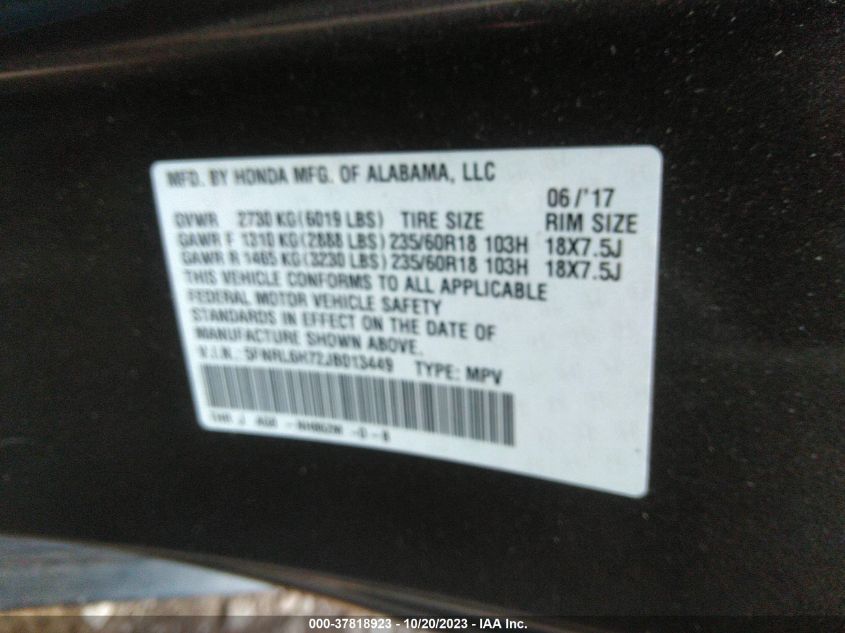 MFD. BY HONDA MFG. OF ALABAMA, LLC
06/'17
GVWR 2730 KG(6019 LBS) TIRE SIZE RIM SIZE
GAWR F 1310 KG(2888 LBS) 235/60R18 103H 18X7.5J
GAWR R 1465 KG(3230 LBS) 235/60R18 103H 18X7.5J
THIS VEHICLE CONFORMS TO ALL APPLICABLE
FEDERAL MOTOR VEHICLE SAFETY
STANDARDS IN EFFECT ON THE DATE OF
MANUFACTURE SHOWN ABOVE.
V.I.N.: 5FNRL6H72JB013449 TYPE: MPV
THR J A00 -D-B
000-37818923 - 10/20/2023 - IAA Inc.